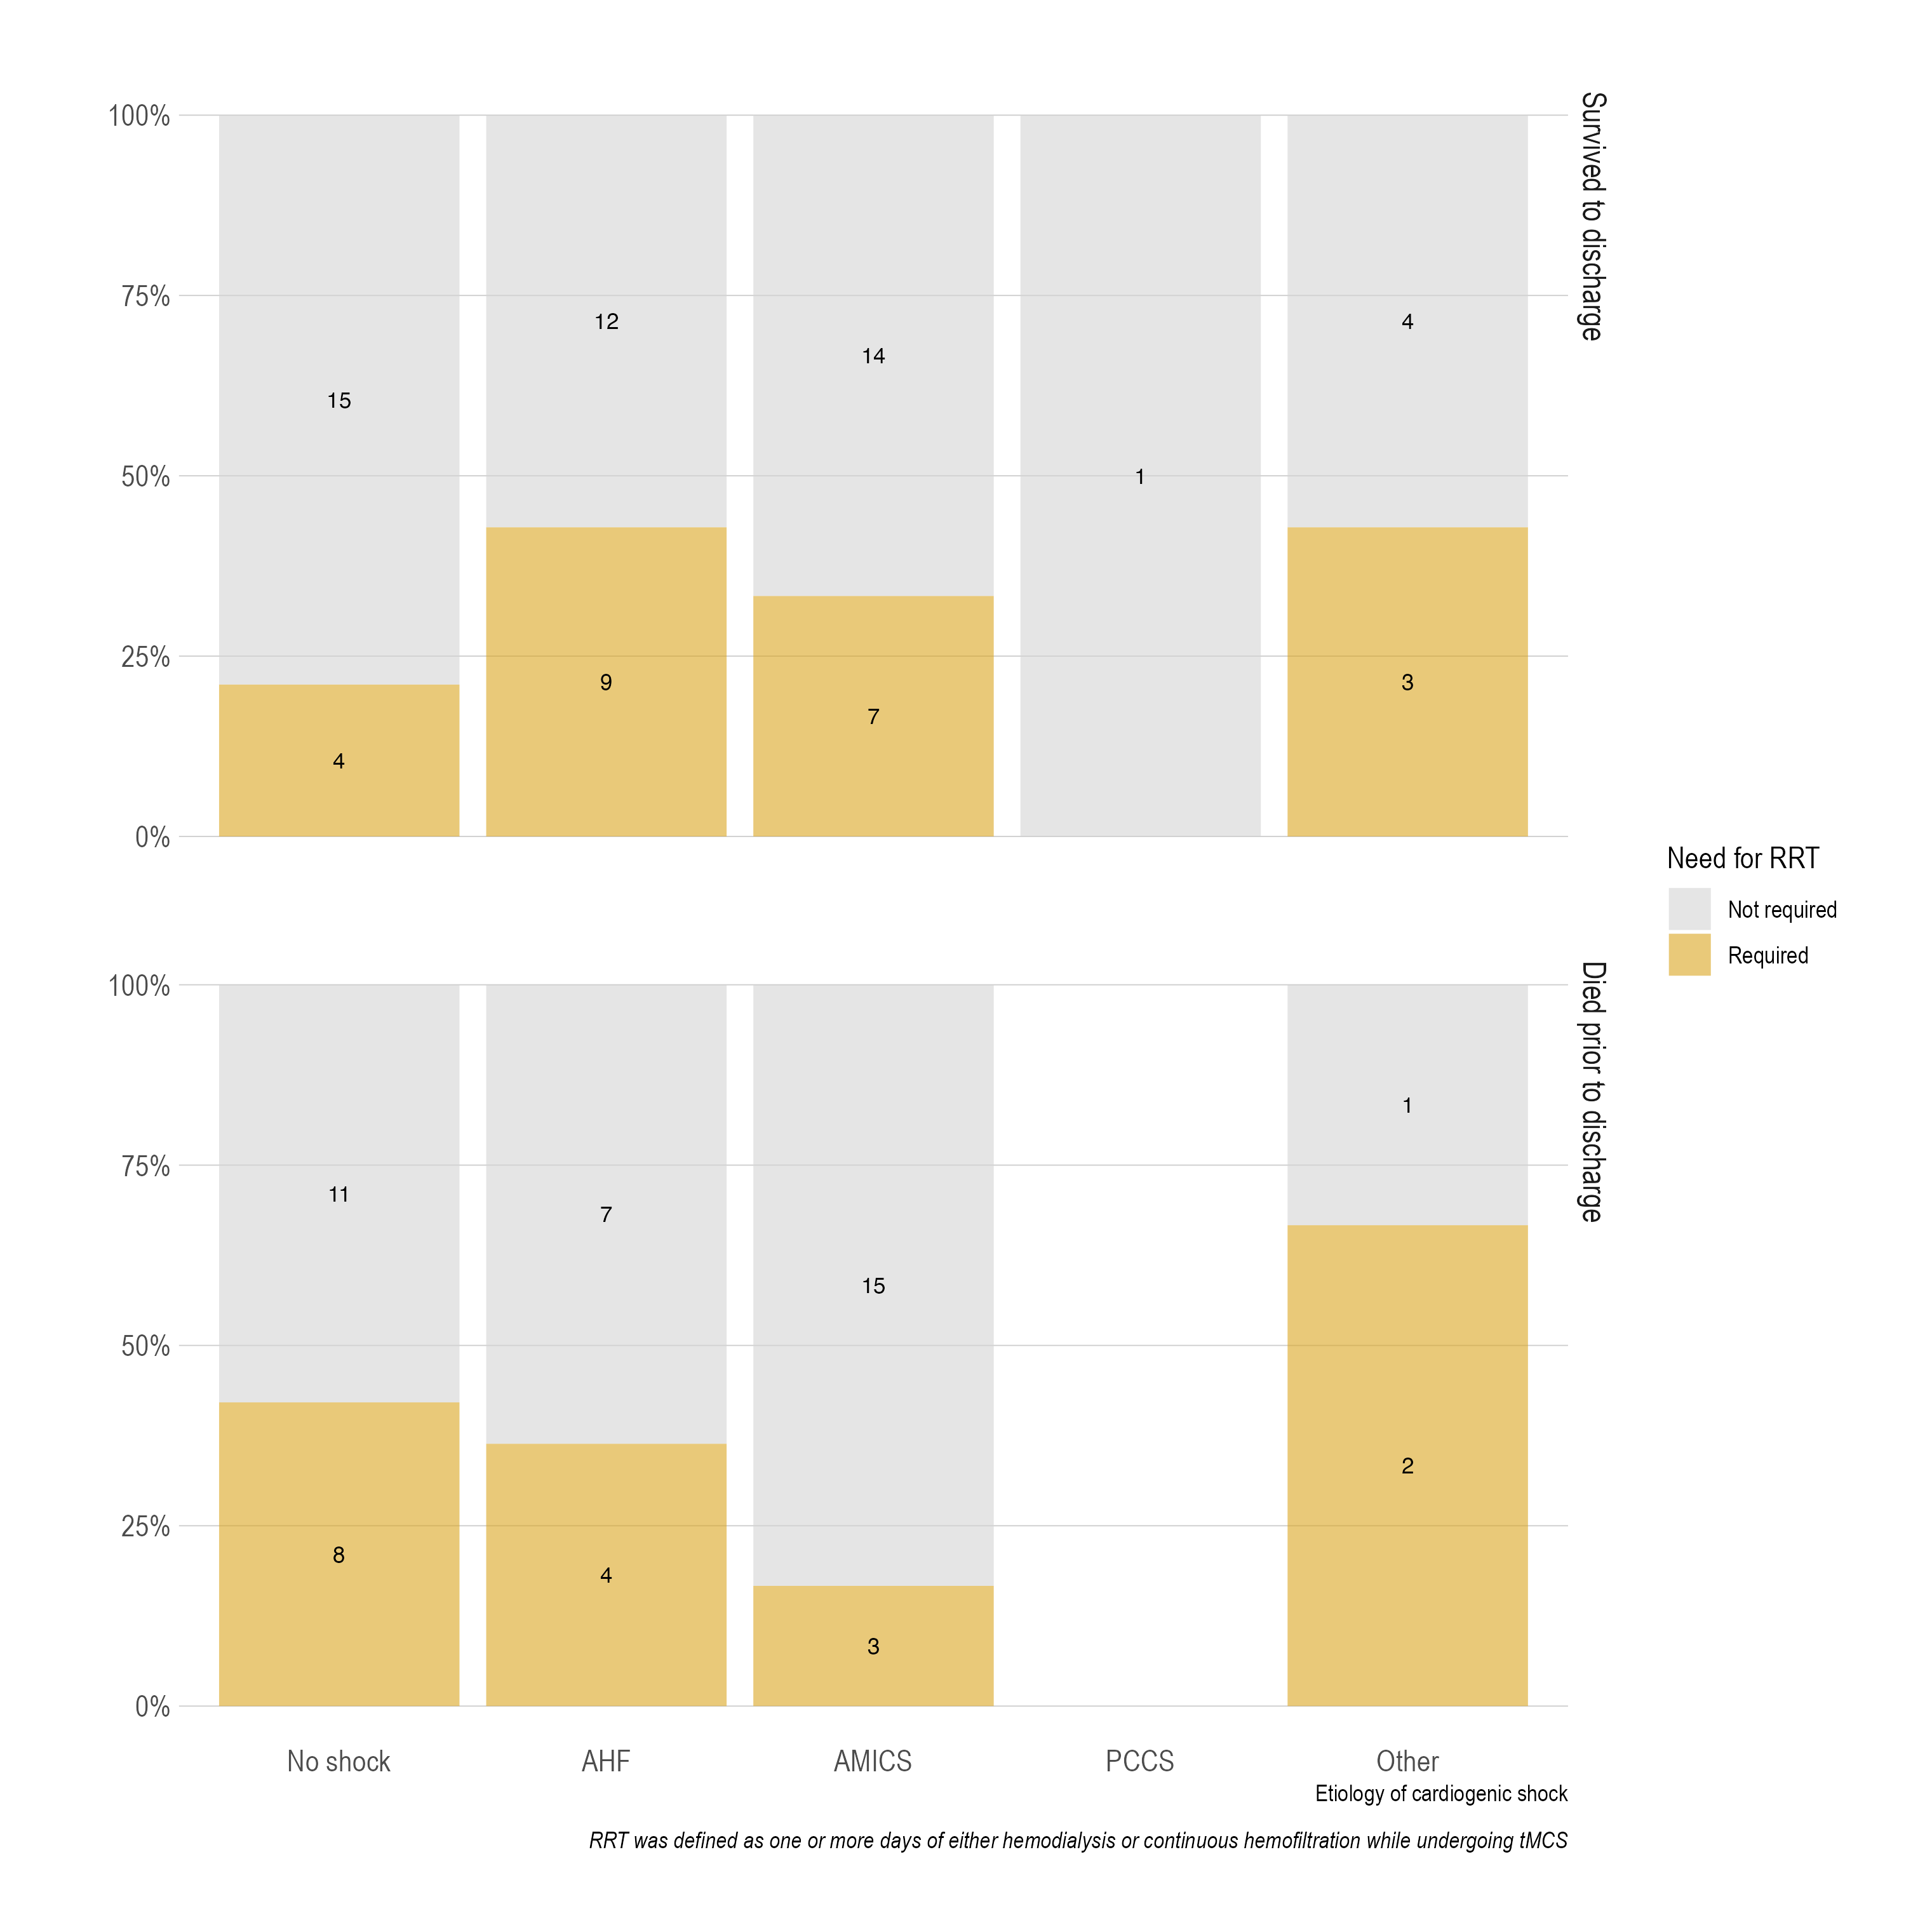 Survived to discharge
100%
75%
50%
25%
0%
15
12
14
1
4
4
9
7
3
Died prior to discharge
100%
75%
50%
25%
0%
11
7
15
1
8
4
3
2
No shock
AHF
AMICS
PCCS
Other
Etiology of cardiogenic shock
RRT was defined as one or more days of either hemodialysis or continuous hemofiltration while undergoing tMCS
Need for RRT
Not required
Required